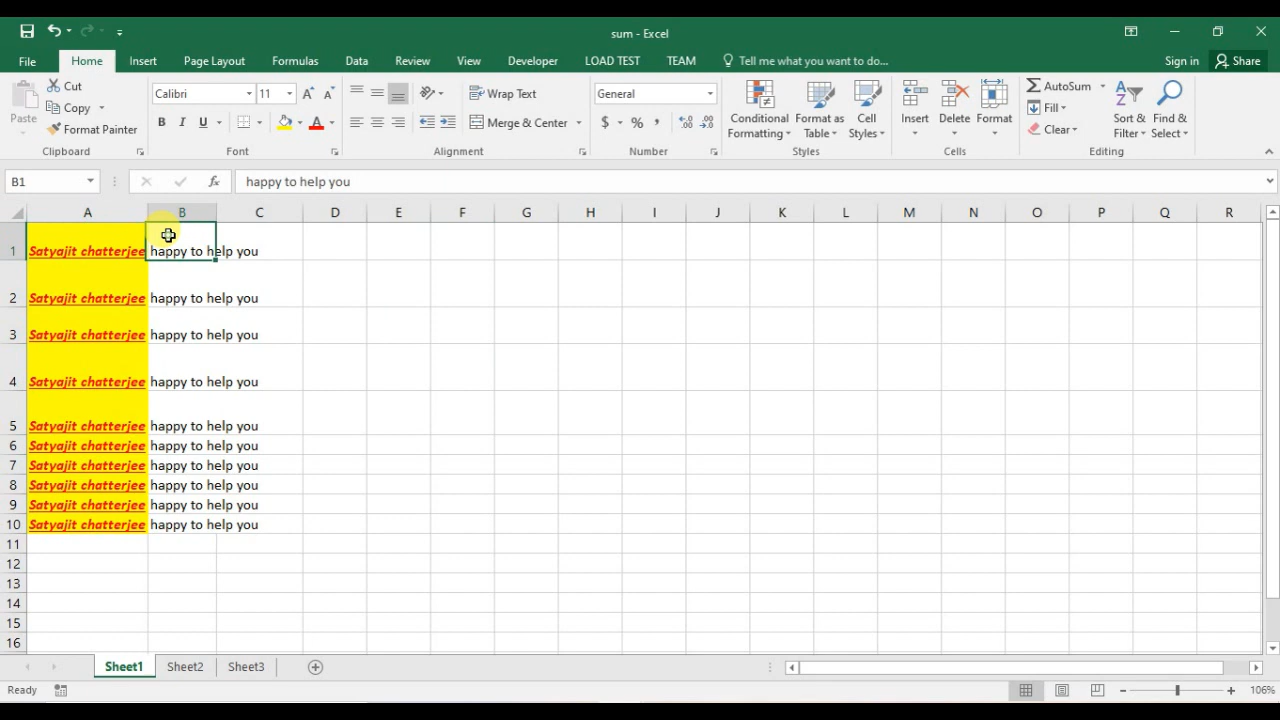 sum - Excel
File Home Insert Page Layout Formulas Data Review View Developer LOAD TEST TEAM Tell me what you want to do... Sign in Share
Paste
Cut
Copy
Format Painter
Clipboard
Calibri 11
B I U
Font
Wrap Text
Merge & Center
Alignment
General
$ % ,
Number
Conditional Formatting
Format as Table
Cell Styles
Styles
Insert Delete Format
Cells
AutoSum
Fill
Clear
Sort & Filter
Find & Select
Editing
B1 fx happy to help you
A B C D E F G H I J K L M N O P Q R
1 Satyajit chatterjee happy to help you
2 Satyajit chatterjee happy to help you
3 Satyajit chatterjee happy to help you
4 Satyajit chatterjee happy to help you
5 Satyajit chatterjee happy to help you
6 Satyajit chatterjee happy to help you
7 Satyajit chatterjee happy to help you
8 Satyajit chatterjee happy to help you
9 Satyajit chatterjee happy to help you
10 Satyajit chatterjee happy to help you
11
12
13
14
15
16
Sheet1 Sheet2 Sheet3
Ready 106%